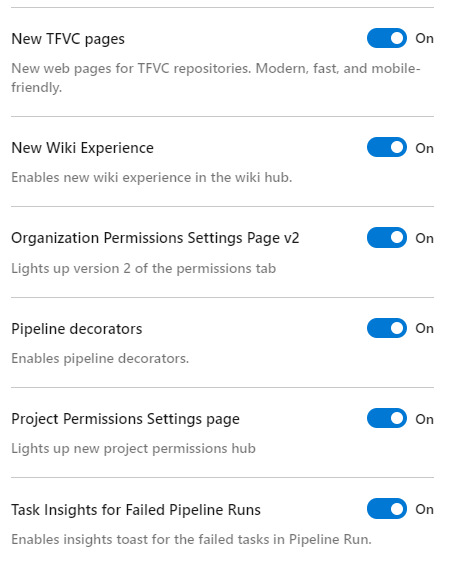 New TFVC pages On
New web pages for TFVC repositories. Modern, fast, and mobile-
friendly.
New Wiki Experience On
Enables new wiki experience in the wiki hub.
Organization Permissions Settings Page v2 On
Lights up version 2 of the permissions tab
Pipeline decorators On
Enables pipeline decorators.
Project Permissions Settings page On
Lights up new project permissions hub
Task Insights for Failed Pipeline Runs On
Enables insights toast for the failed tasks in Pipeline Run.